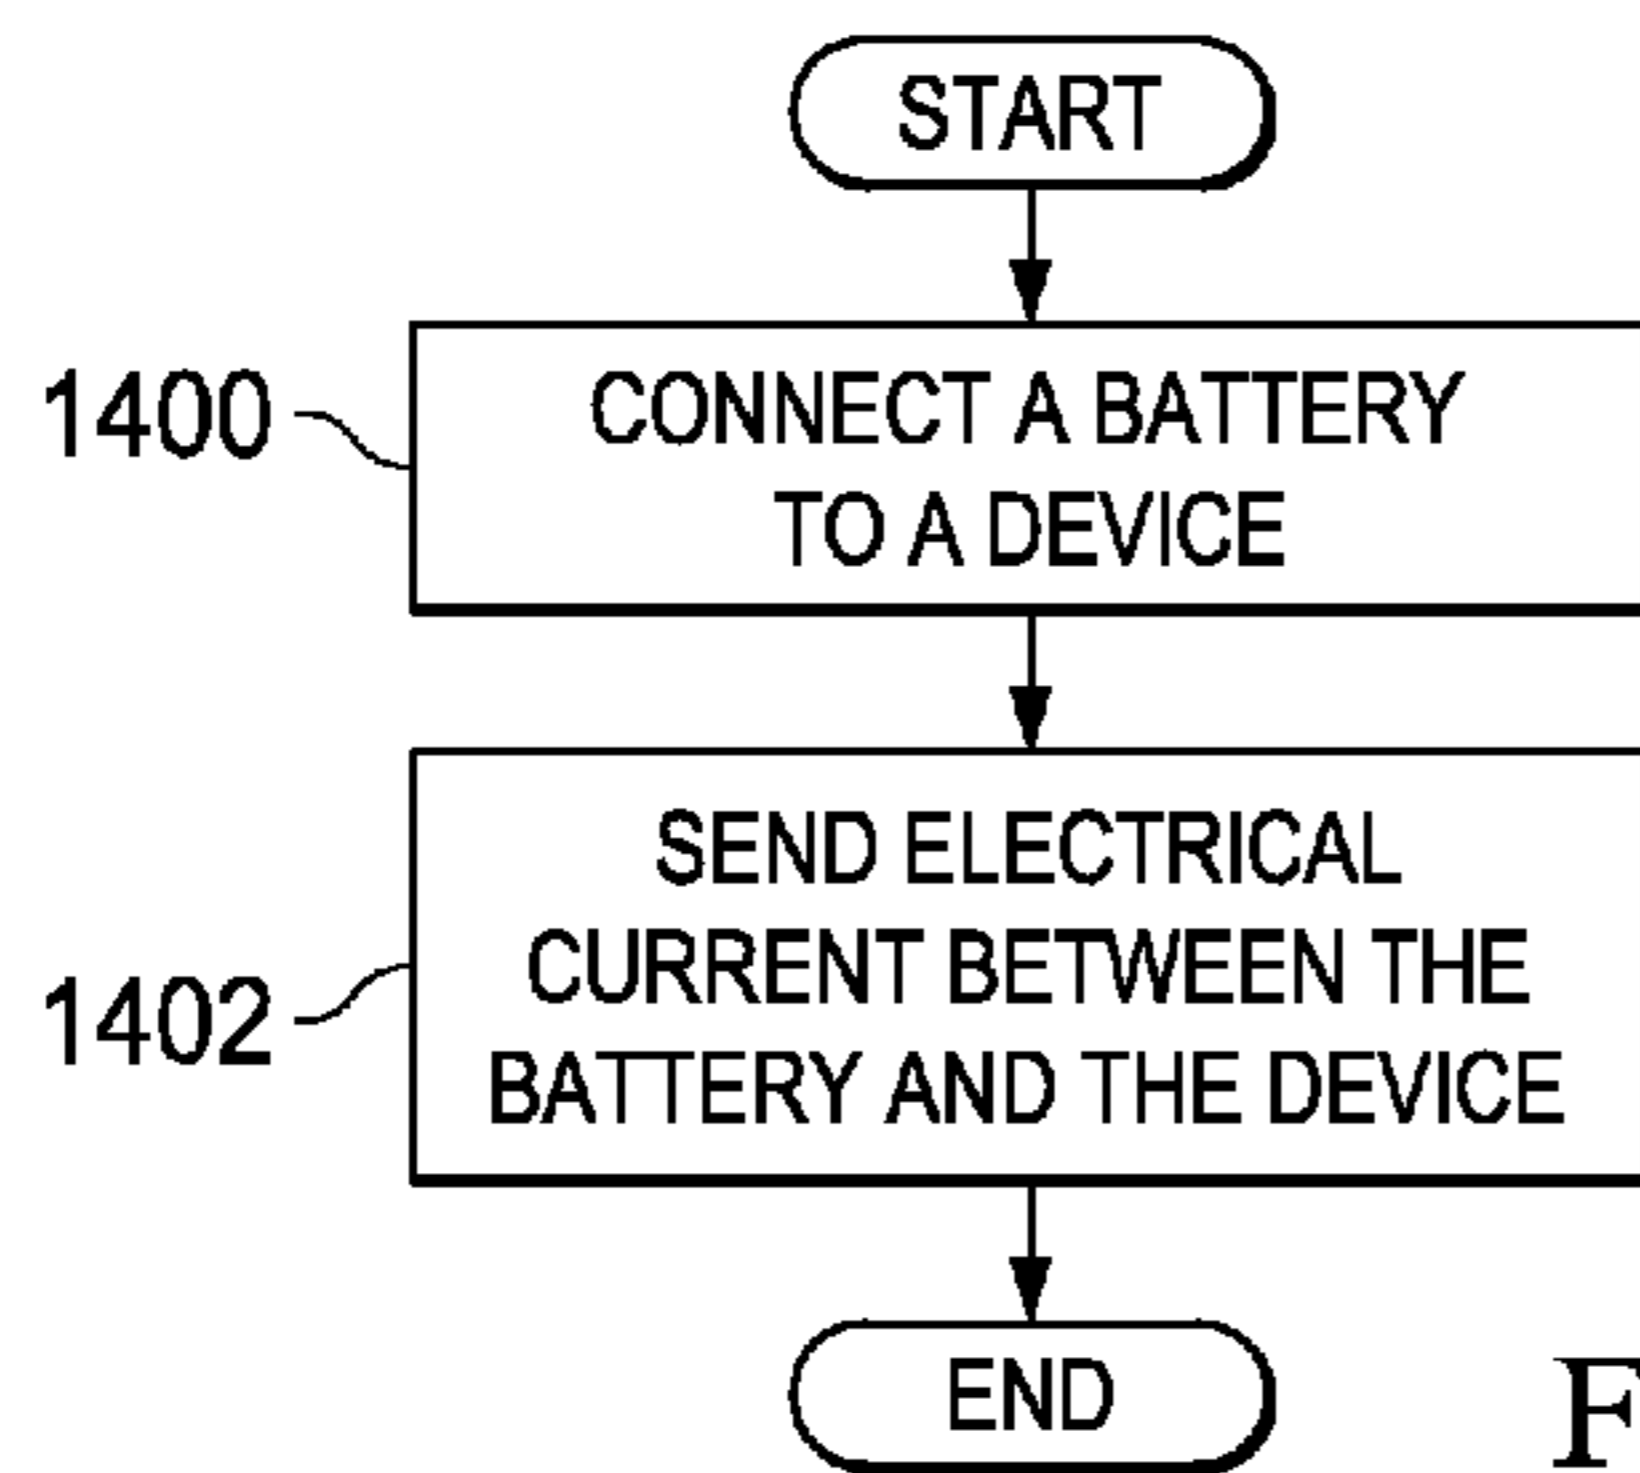 START
1400
CONNECT A BATTERY
TO A DEVICE
SEND ELECTRICAL
CURRENT BETWEEN THE
1402
BATTERY AND THE DEVICE
END
F